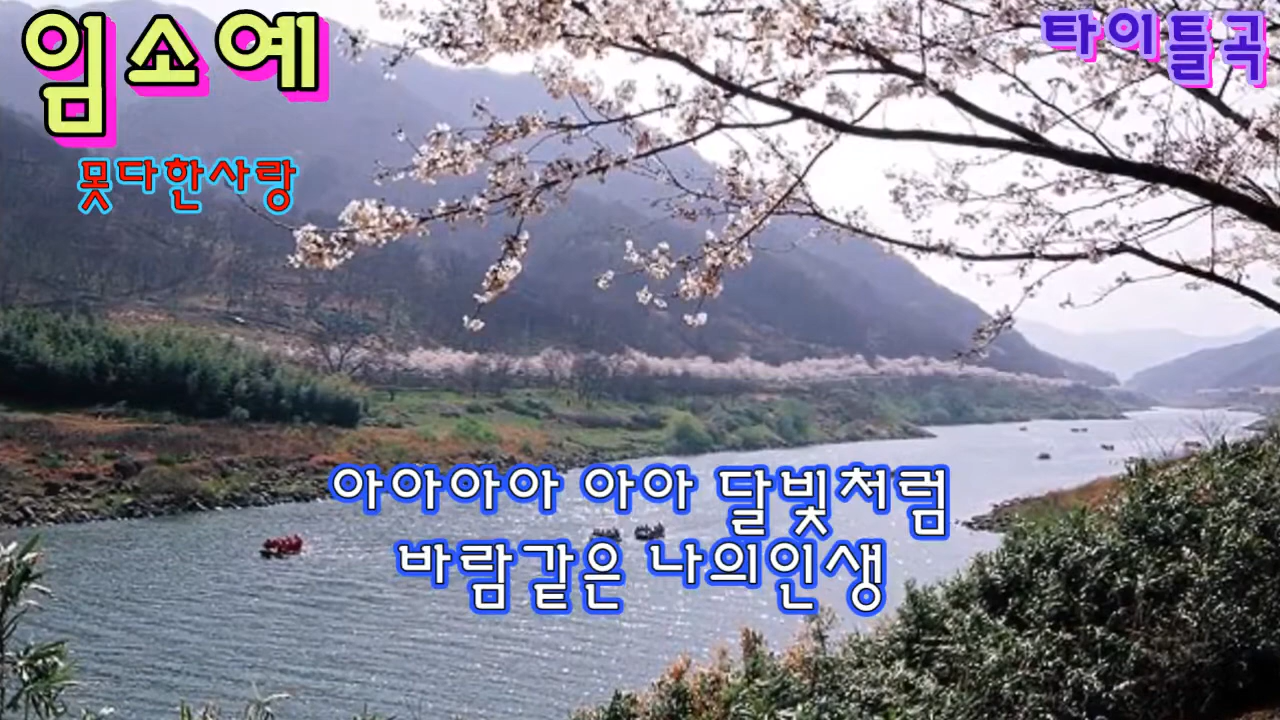 임소예
타이틀곡
못다한사랑
아아아아 아아 달빛처럼
바람같은 나의인생